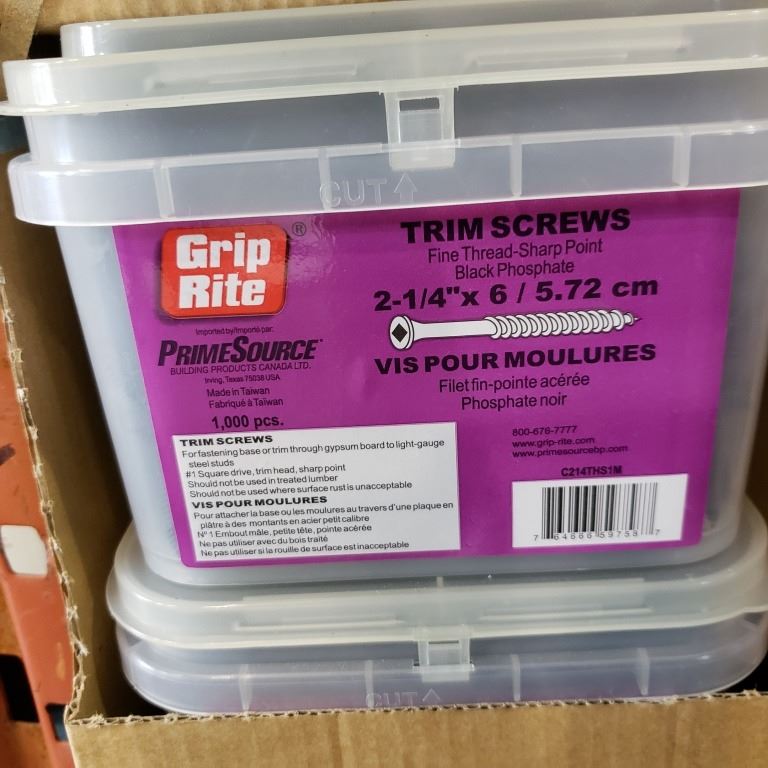 CUT
Grip Rite ®
TRIM SCREWS
Fine Thread-Sharp Point
Black Phosphate
2-1/4"x 6 / 5.72 cm
Imported by/Importé par:
PRIMESOURCE
BUILDING PRODUCTS CANADA LTD.
Irving, Texas 75038 USA
Made in Taiwan
Fabriqué à Taiwan
1,000 pcs.
VIS POUR MOULURES
Filet fin-pointe acérée
Phosphate noir
TRIM SCREWS
For fastening base or trim through gypsum board to light-gauge
steel studs
#1 Square drive, trim head, sharp point
Should not be used in treated lumber
Should not be used where surface rust is unacceptable
VIS POUR MOULURES
Pour attacher la base ou les moulures au travers d'une plaque en
plâtre à des montants en acier petit calibre
N° 1 Embout mâle, petite tête, pointe acérée
Ne pas utiliser avec du bois traité
Ne pas utiliser si la rouille de surface est inacceptable
800-676-7777
www.grip-rite.com
www.primesourcebp.com
C214THS1M
7 64666 59758 7
CUT